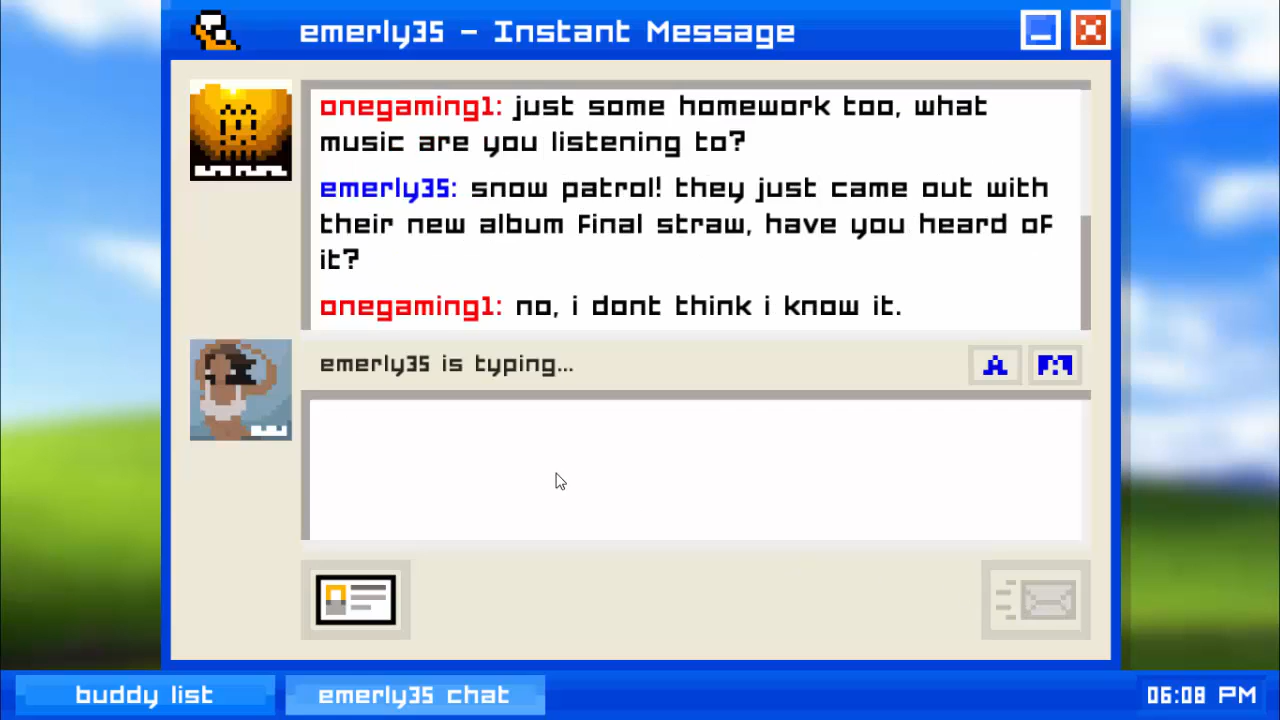 emerly35 - Instant Message
onegaming1: just some homework too, what
music are you listening to?
emerly35: snow patrol! they just came out with
their new album final straw, have you heard of
it?
onegaming1: no, i dont think i know it.
emerly35 is typing...
A
buddy list
emerly35 chat
06:08 PM